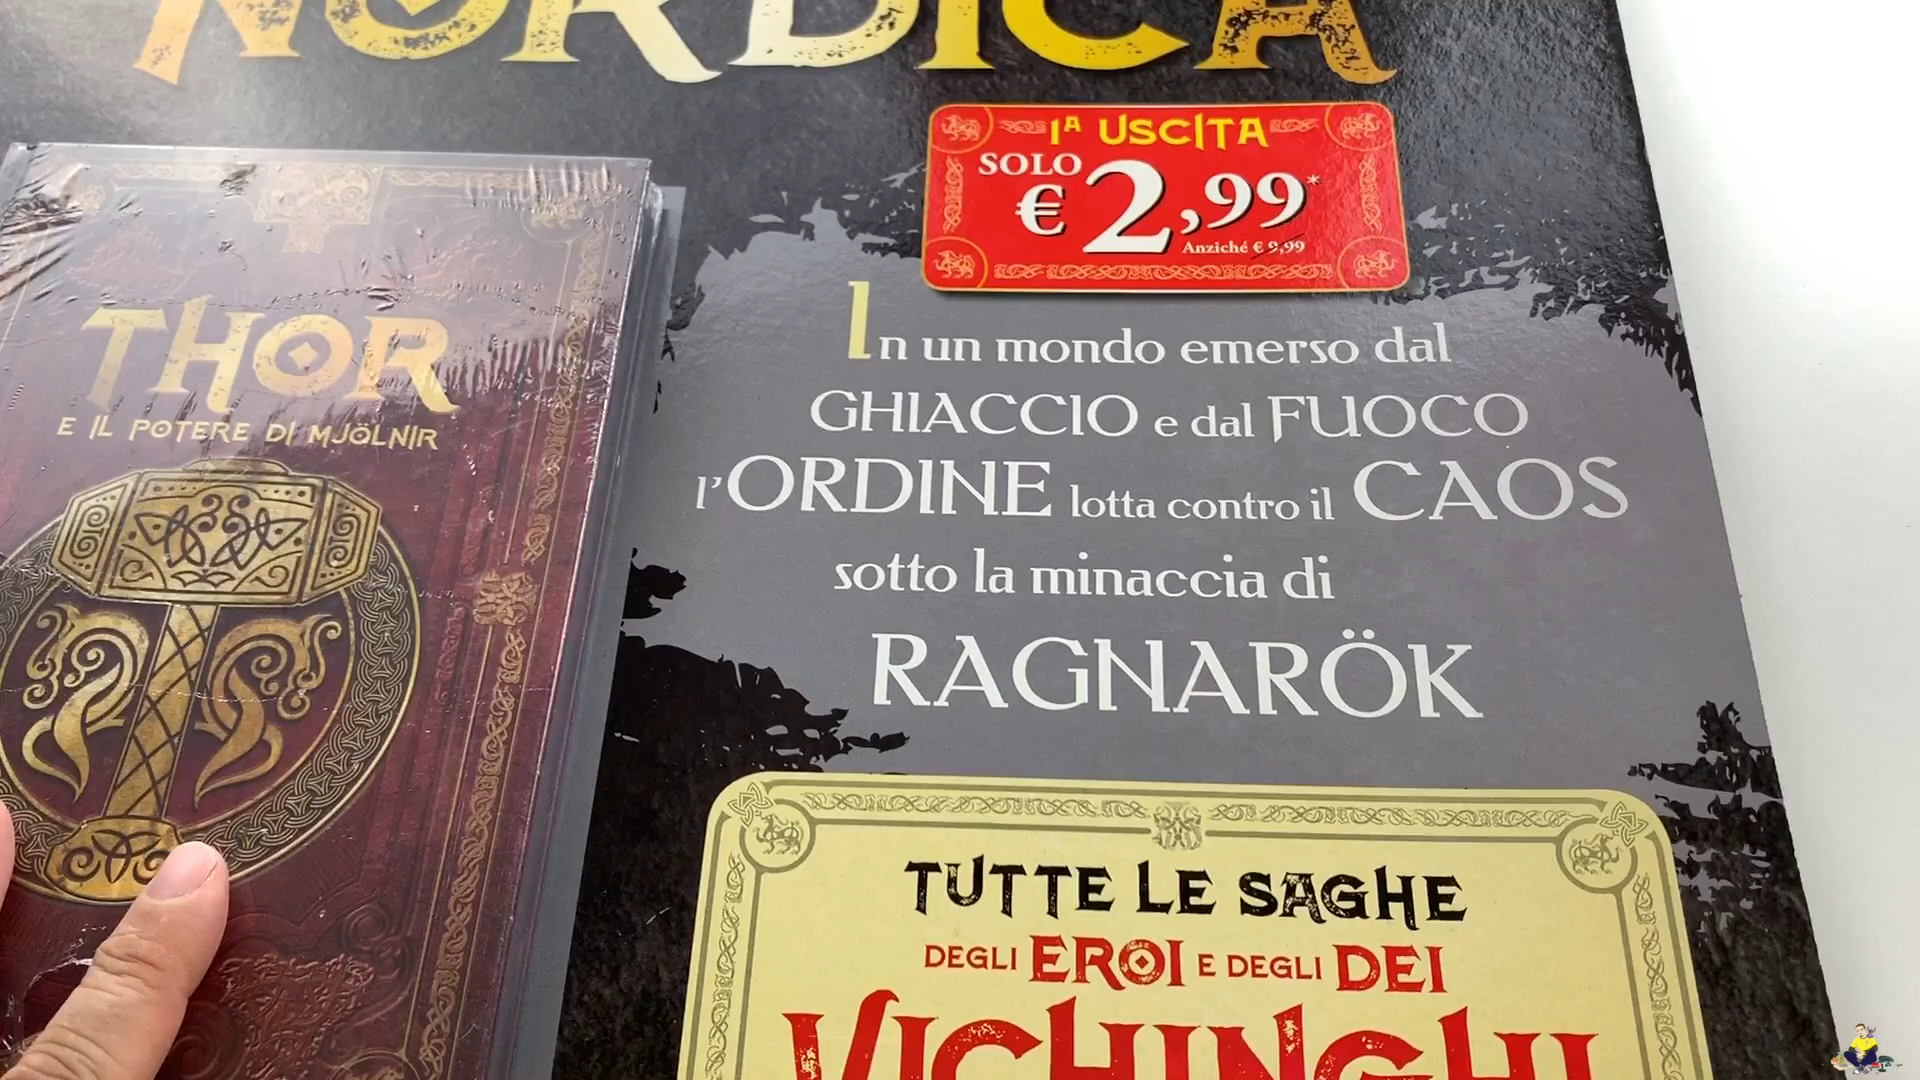 NORDICA
1A USCITA
SOLO
€ 2,99*
Anziché € 9,99
THOR
E IL POTERE DI MJÖLNIR
In un mondo emerso dal
GHIACCIO e dal FUOCO
l'ORDINE lotta contro il CAOS
sotto la minaccia di
RAGNARÖK
TUTTE LE SAGHE
DEGLI EROI E DEGLI DEI
VICHINGHI